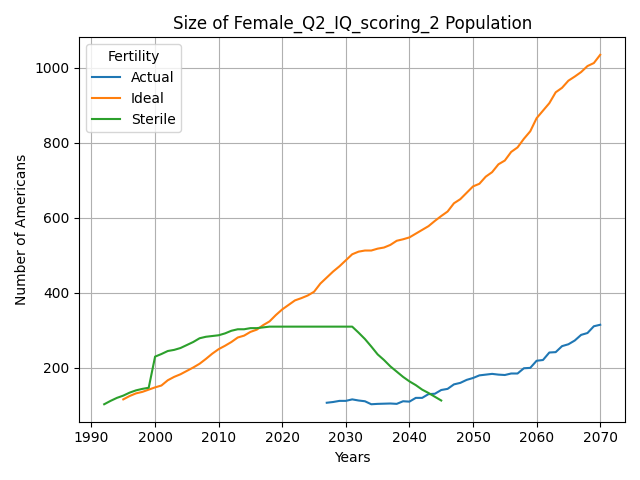 Size of Female_Q2_IQ_scoring_2 Population
Fertility
Actual
Ideal
Sterile
Number of Americans
1000
800
600
400
200
1990 2000 2010 2020 2030 2040 2050 2060 2070
Years